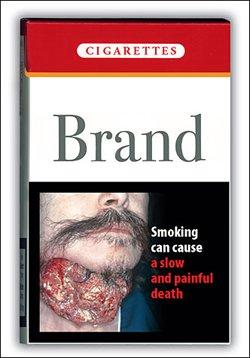 CIGARETTES
Brand
Smoking
can cause
a slow
and painful
death